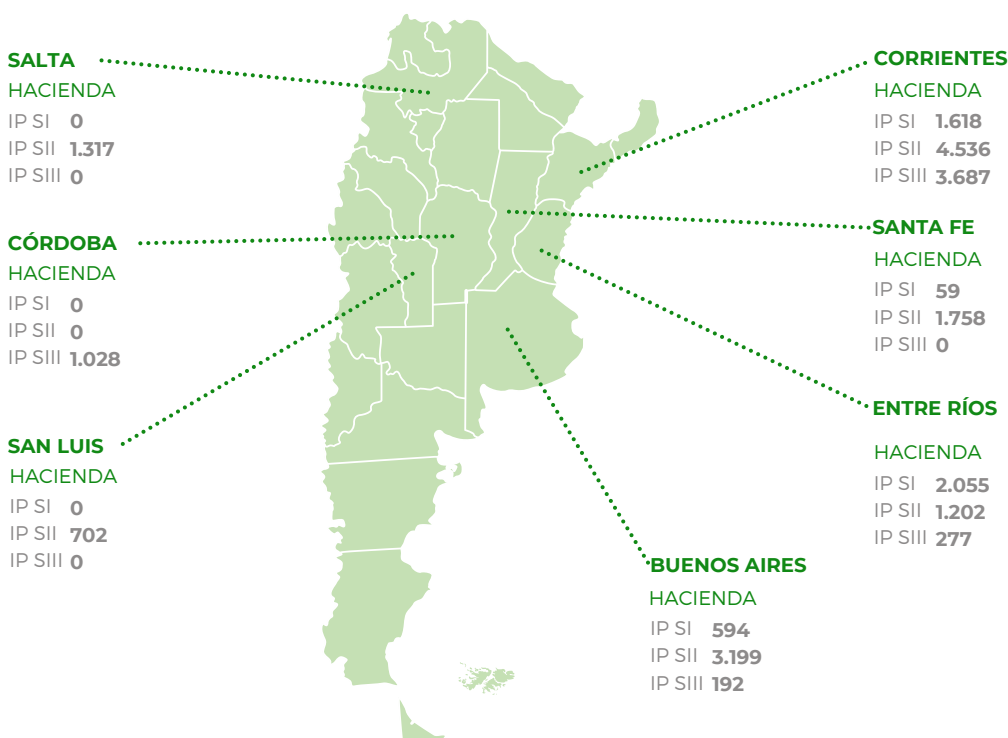 SALTA
HACIENDA
IP SI 0
IP SII 1.317
IP SIII 0
CÓRDOBA
HACIENDA
IP SI 0
IP SII 0
IP SIII 1.028
SAN LUIS
HACIENDA
IP SI 0
IP SII 702
IP SIII 0
CORRIENTES
HACIENDA
IP SI 1.618
IP SII 4.536
IP SIII 3.687
SANTA FE
HACIENDA
IP SI 59
IP SII 1.758
IP SIII 0
ENTRE RÍOS
HACIENDA
IP SI 2.055
IP SII 1.202
IP SIII 277
BUENOS AIRES
HACIENDA
IP SI 594
IP SII 3.199
IP SIII 192